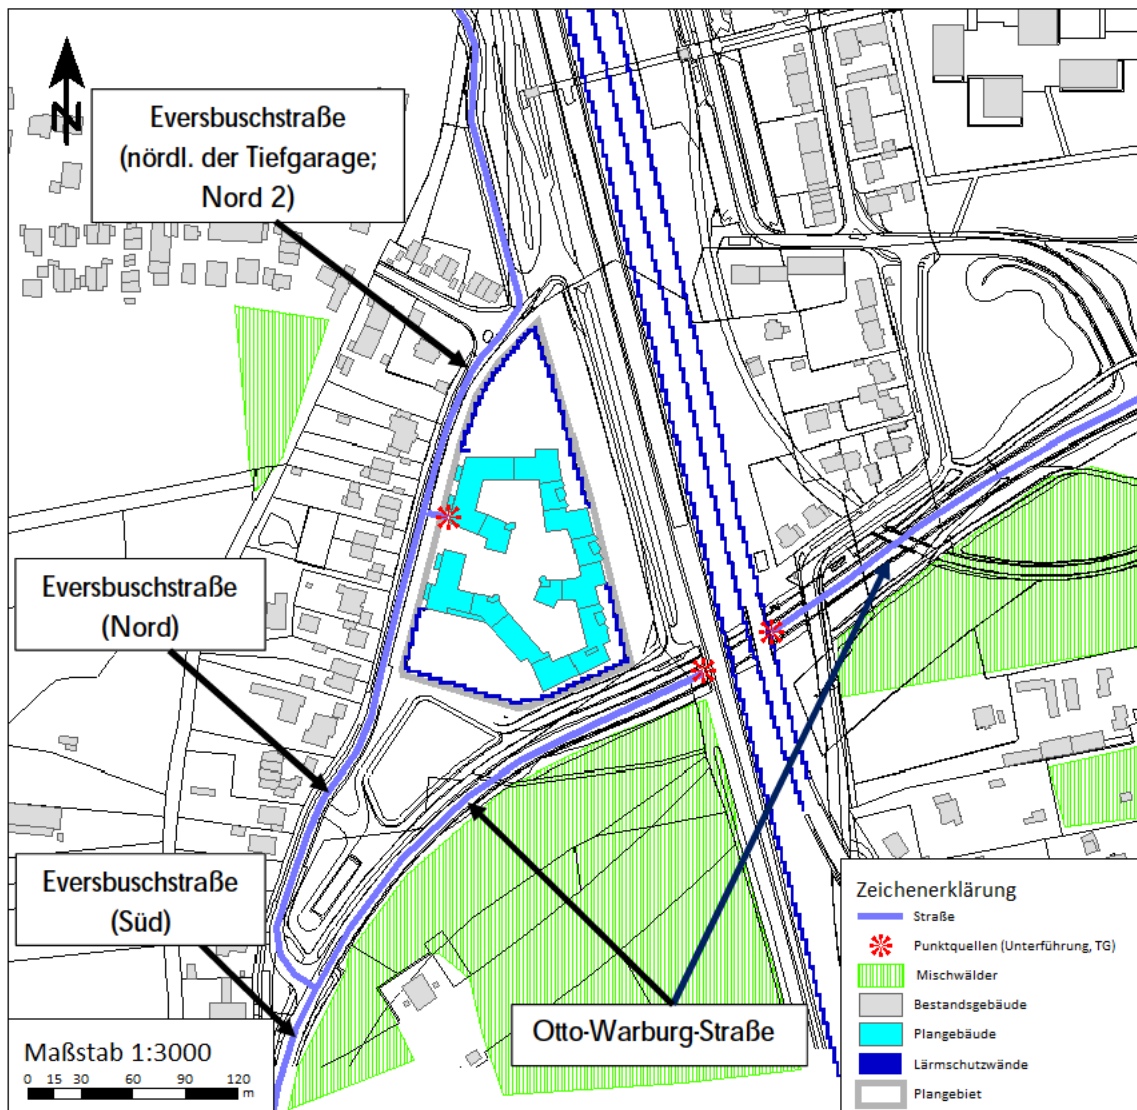 N
Eversbuschstraße
(nördl. der Tiefgarage;
Nord 2)
Eversbuschstraße
(Nord)
Eversbuschstraße
(Süd)
Otto-Warburg-Straße
Maßstab 1:3000
0 15 30 60 90 120
m
Zeichenerklärung
Straße
Punktquellen (Unterführung, TG)
Mischwälder
Bestandsgebäude
Plangebäude
Lärmschutzwände
Plangebiet